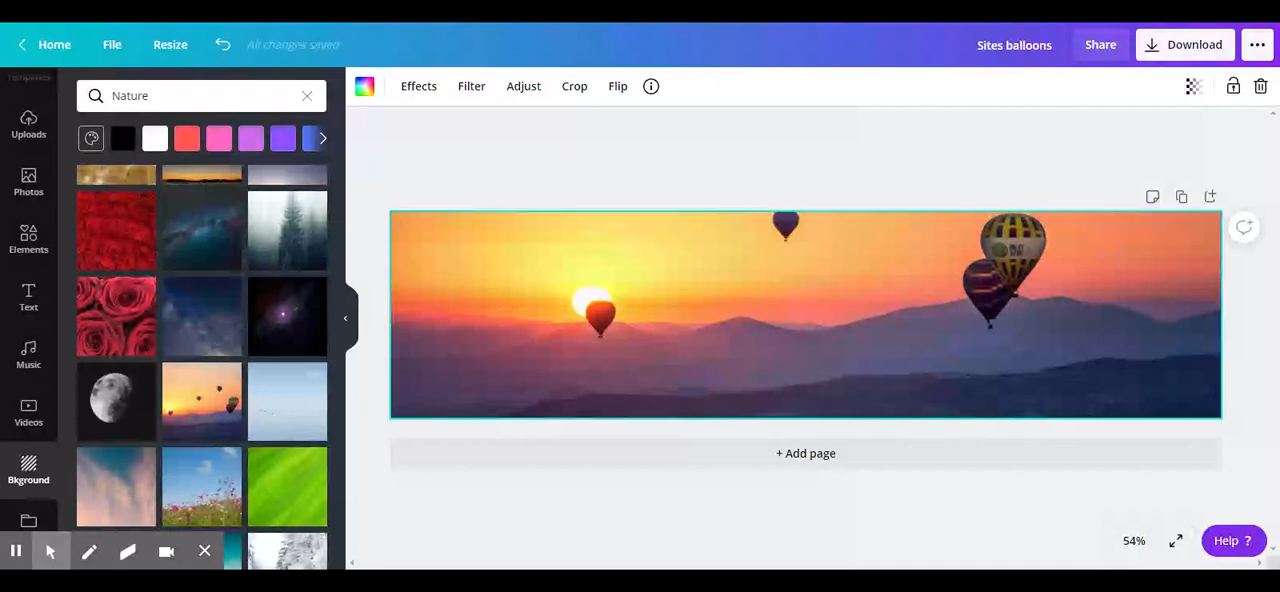 Home
File
Resize
All changes saved
Sites balloons
Share
Download
Templates
Nature
Effects
Filter
Adjust
Crop
Flip
Uploads
Photos
Elements
Text
Music
Videos
Bkground
+ Add page
54%
Help ?